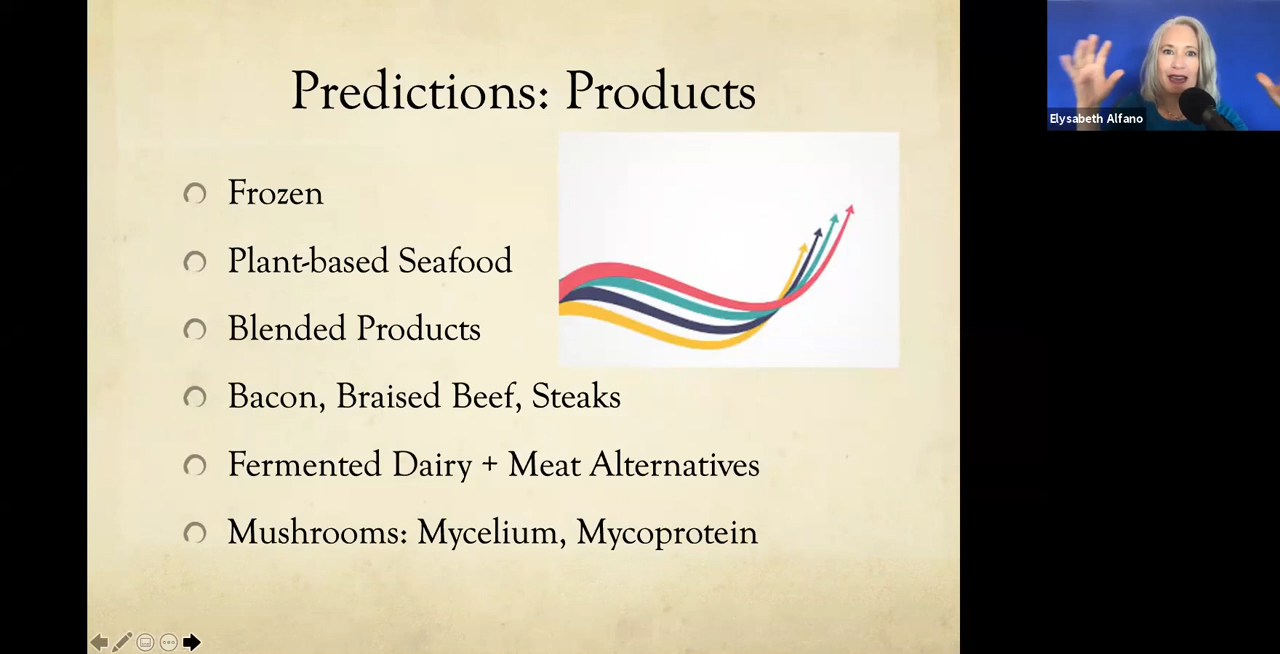 Predictions: Products
Frozen
Plant-based Seafood
Blended Products
Bacon, Braised Beef, Steaks
Fermented Dairy + Meat Alternatives
Mushrooms: Mycelium, Mycoprotein
Elysabeth Alfano